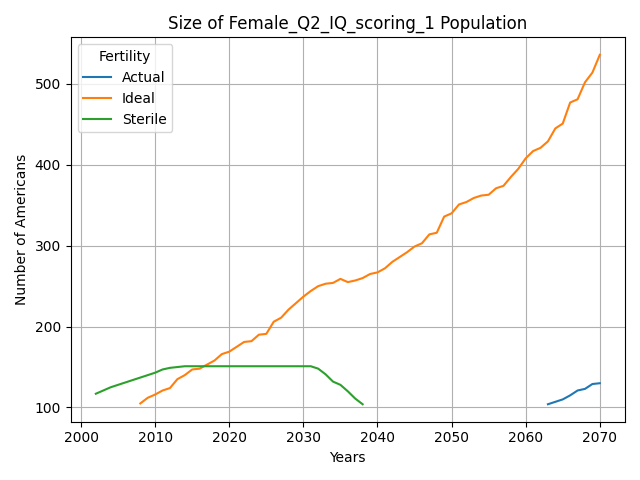 Size of Female_Q2_IQ_scoring_1 Population
Fertility
Actual
Ideal
Sterile
Number of Americans
500
400
300
200
100
2000 2010 2020 2030 2040 2050 2060 2070
Years